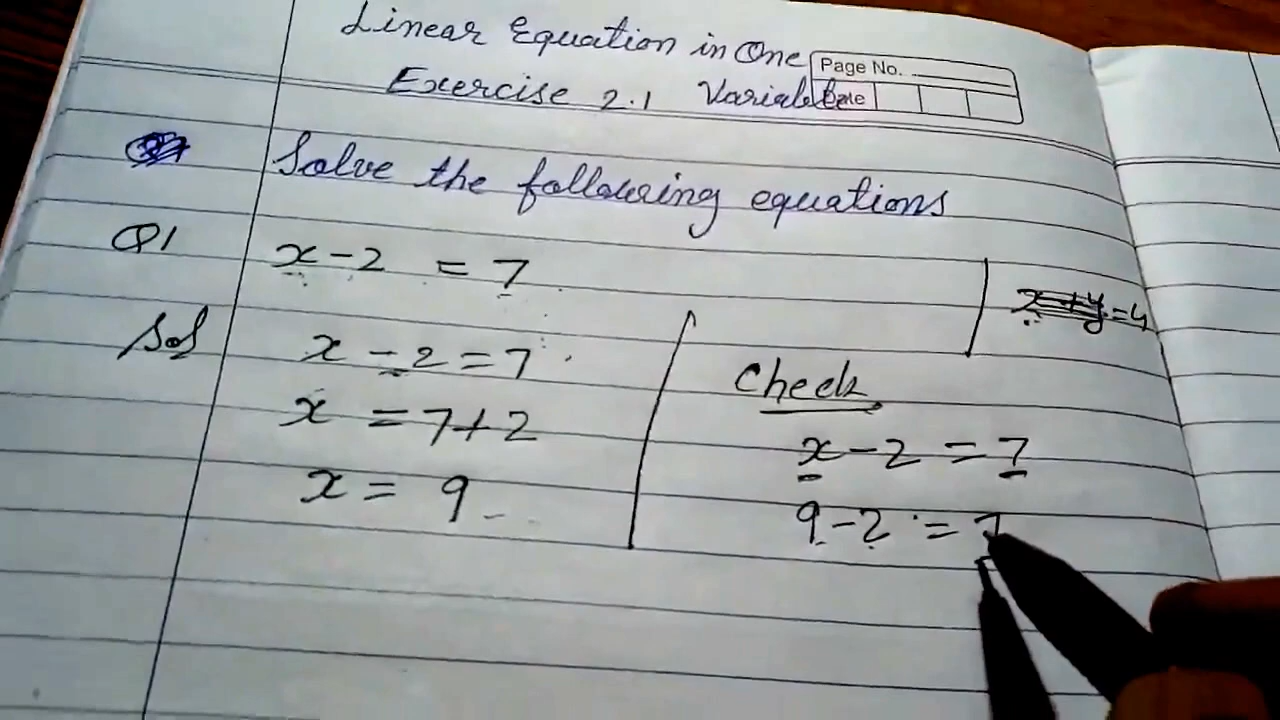 Linear Equation in One
Page No.
Exercise 2.1 Variable
Solve the following equations
Q1 x - 2 = 7
x + y = 4
Sol x - 2 = 7
x = 7 + 2
x = 9
Check
x - 2 = 7
9 - 2 = 7